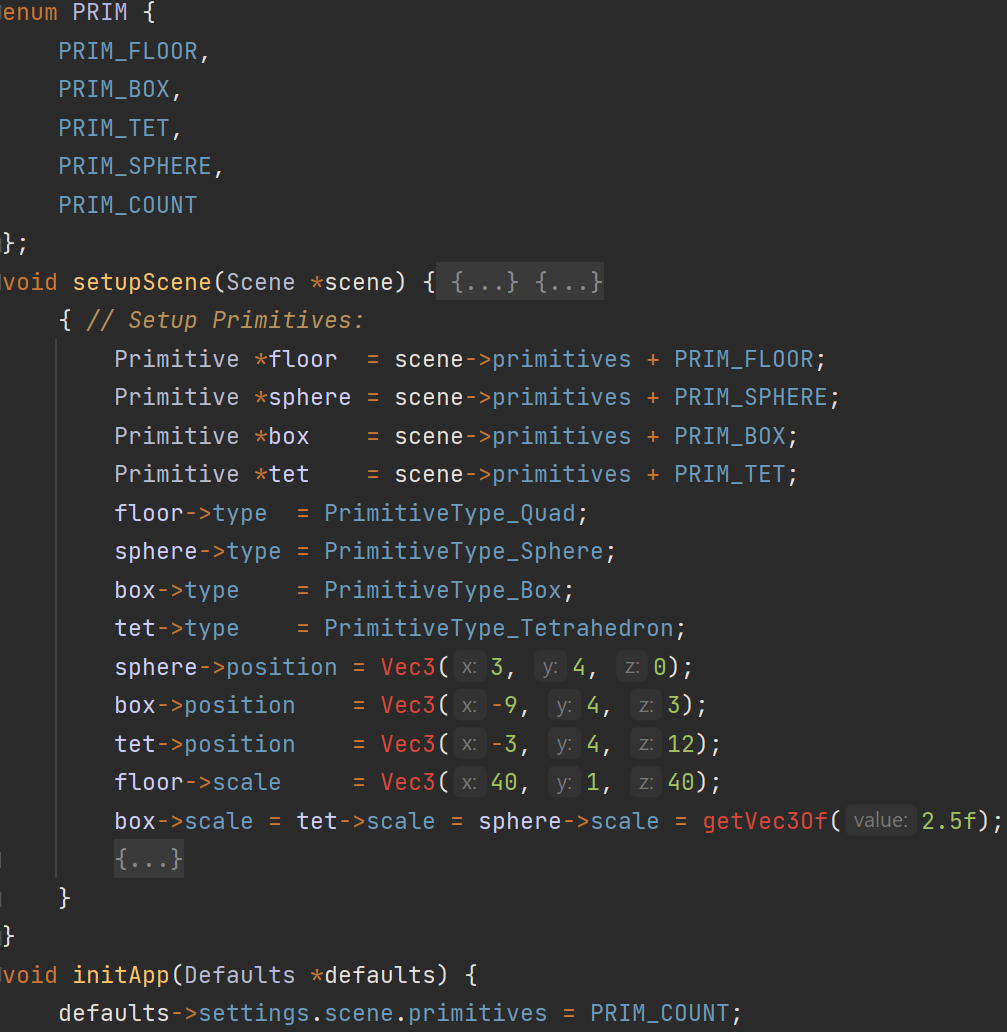 enum PRIM {
    PRIM_FLOOR,
    PRIM_BOX,
    PRIM_TET,
    PRIM_SPHERE,
    PRIM_COUNT
};
void setupScene(Scene *scene) { {...} {...}
    { // Setup Primitives:
        Primitive *floor  = scene->primitives + PRIM_FLOOR;
        Primitive *sphere = scene->primitives + PRIM_SPHERE;
        Primitive *box    = scene->primitives + PRIM_BOX;
        Primitive *tet    = scene->primitives + PRIM_TET;
        floor->type  = PrimitiveType_Quad;
        sphere->type = PrimitiveType_Sphere;
        box->type    = PrimitiveType_Box;
        tet->type    = PrimitiveType_Tetrahedron;
        sphere->position = Vec3( x: 3, y: 4, z: 0);
        box->position    = Vec3( x: -9, y: 4, z: 3);
        tet->position    = Vec3( x: -3, y: 4, z: 12);
        floor->scale     = Vec3( x: 40, y: 1, z: 40);
        box->scale = tet->scale = sphere->scale = getVec3Of( value: 2.5f);
        {...}
    }
}
void initApp(Defaults *defaults) {
    defaults->settings.scene.primitives = PRIM_COUNT;